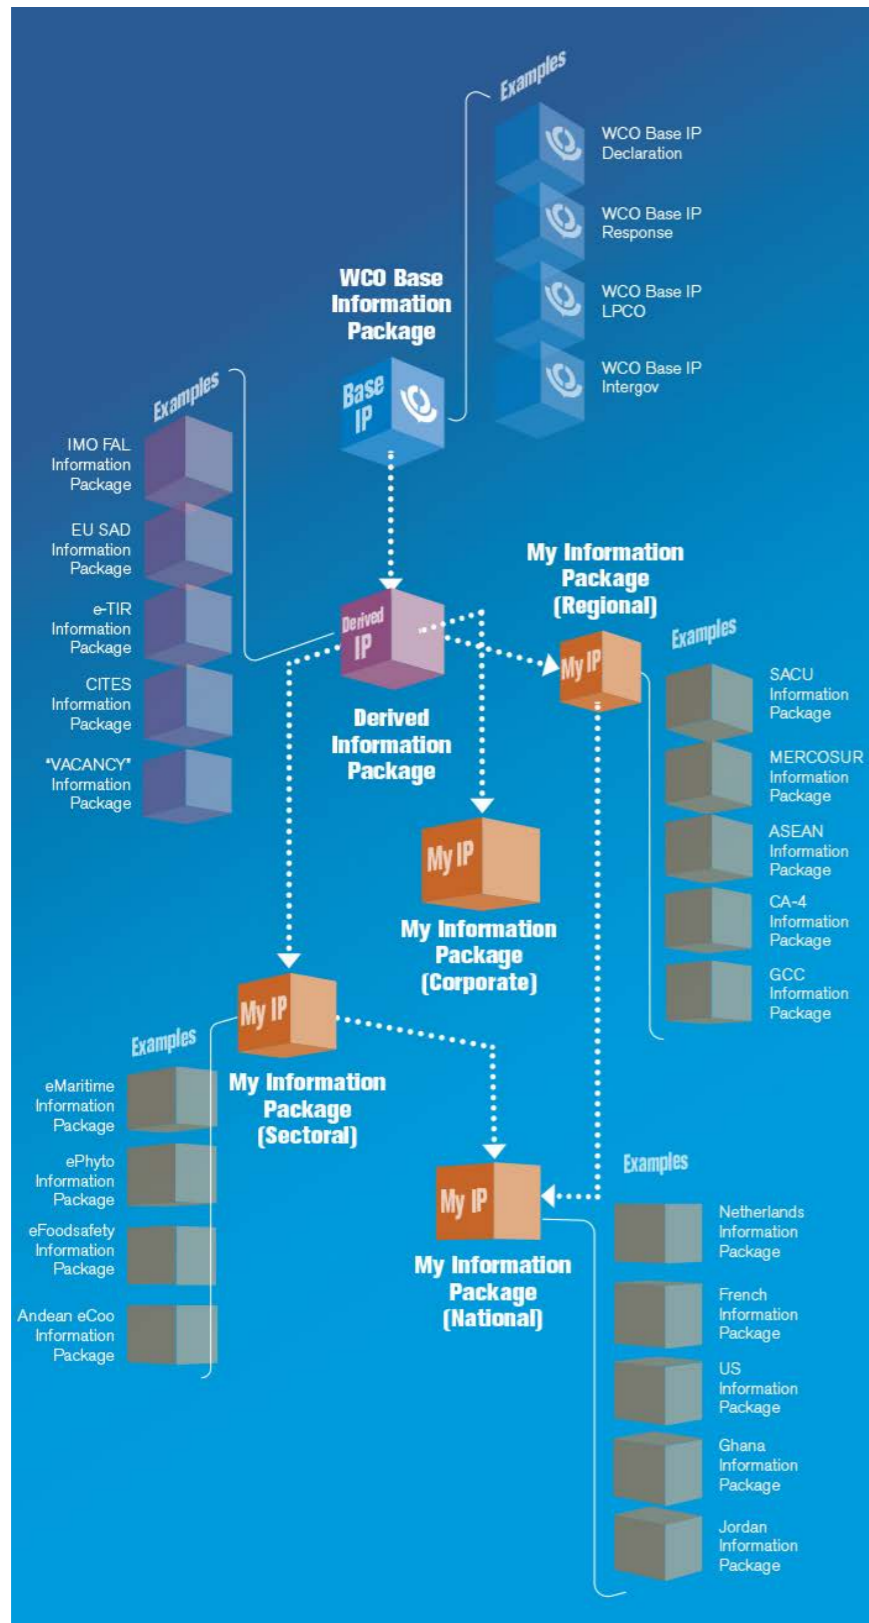 Examples
WCO Base IP
Declaration
WCO Base IP
Response
WCO Base IP
LPCO
WCO Base IP
Intergov
WCO Base
Information
Package
Base
IP
Examples
IMO FAL
Information
Package
EU SAD
Information
Package
e-TIR
Information
Package
CITES
Information
Package
"VACANCY"
Information
Package
Derived
IP
Derived
Information
Package
My Information
Package
(Regional)
My IP
Examples
SACU
Information
Package
MERCOSUR
Information
Package
ASEAN
Information
Package
CA-4
Information
Package
GCC
Information
Package
My IP
My Information
Package
(Corporate)
My IP
My Information
Package
(Sectoral)
Examples
eMaritime
Information
Package
ePhyto
Information
Package
eFoodsafety
Information
Package
Andean eCoo
Information
Package
My IP
My Information
Package
(National)
Examples
Netherlands
Information
Package
French
Information
Package
US
Information
Package
Ghana
Information
Package
Jordan
Information
Package